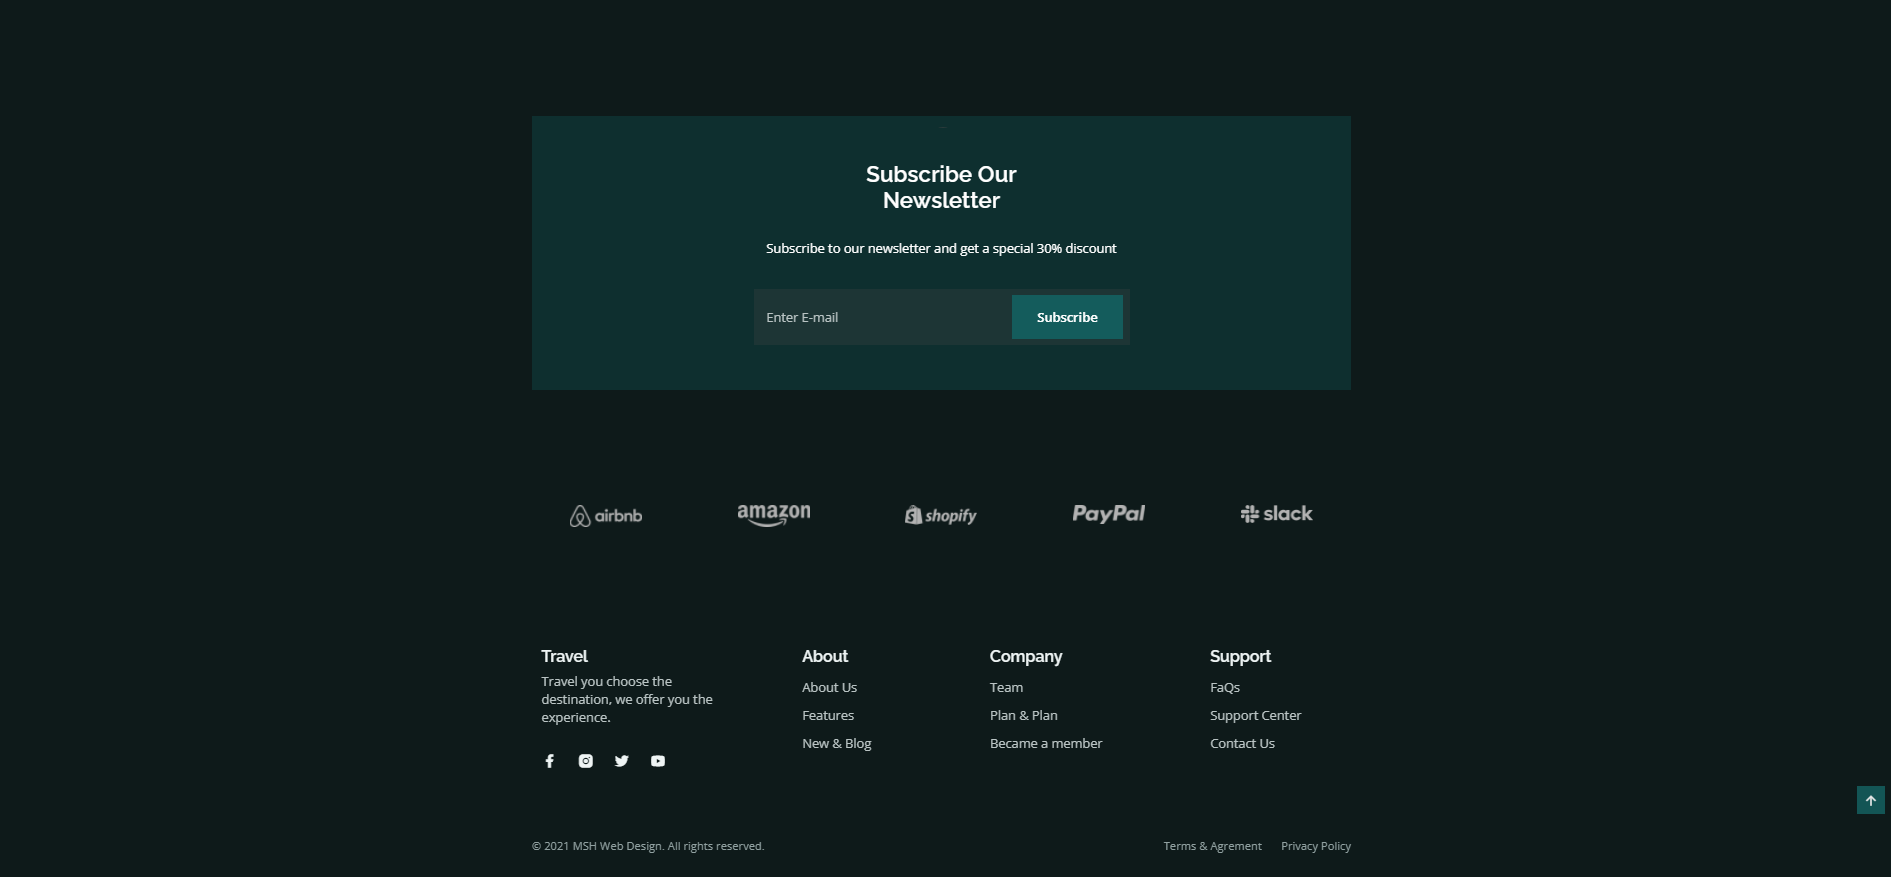 Subscribe Our
Newsletter
Subscribe to our newsletter and get a special 30% discount
Enter E-mail
Subscribe
airbnb
amazon
shopify
PayPal
slack
Travel
Travel you choose the
destination, we offer you the
experience.
About
About Us
Features
New & Blog
Company
Team
Plan & Plan
Became a member
Support
FaQs
Support Center
Contact Us
© 2021 MSH Web Design. All rights reserved.
Terms & Agrement
Privacy Policy